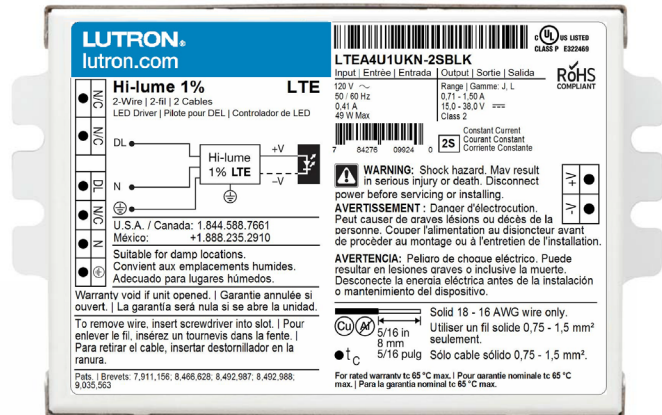 LUTRON®
lutron.com
Hi-lume 1% LTE
2-Wire | 2-fil | 2 Cables
LED Driver | Pilote pour DEL | Controlador de LED
N/C
N/C
DL
N/C
N
DL
N
Hi-lume
1% LTE
+V
–V
U.S.A. / Canada: 1.844.588.7661
México: +1.888.235.2910
Suitable for damp locations.
Convient aux emplacements humides.
Adecuado para lugares húmedos.
Warranty void if unit opened. | Garantie annulée si
ouvert. | La garantía será nula si se abre la unidad.
To remove wire, insert screwdriver into slot. | Pour
enlever le fil, insérez un tournevis dans la fente. |
Para retirar el cable, insertar destornillador en la
ranura.
Pats. | Brevets: 7,911,156; 8,466,628; 8,492,987; 8,492,988;
9,035,563
c UL US LISTED
CLASS P E322469
LTEA4U1UKN-2SBLK
Input | Entrée | Entrada
120 V ~
50 / 60 Hz
0.41 A
49 W Max
Output | Sortie | Salida
Range | Gamme: J, L
0,71 - 1,50 A
15,0 - 38,0 V
Class 2
RoHS
COMPLIANT
7 84276 09924 0
2S
Constant Current
Courant Constant
Corriente Constante
WARNING: Shock hazard. May result
in serious injury or death. Disconnect
power before servicing or installing.
AVERTISSEMENT : Danger d'électrocution.
Peut causer de graves lésions ou décès de la
personne. Couper l'alimentation au disjoncteur avant
de procèder au montage ou à l'entretien de l'installation.
AVERTENCIA: Peligro de choque eléctrico. Puede
resultar en lesiones graves o inclusive la muerte.
Desconecte la energía eléctrica antes de la instalación
o mantenimiento del dispositivo.
+V
-V
Cu Al
5/16 in
8 mm
5/16 pulg
Solid 18 - 16 AWG wire only.
Utiliser un fil solide 0,75 - 1,5 mm²
seulement.
Sólo cable sólido 0,75 - 1,5 mm².
tc
For rated warranty tc 65 °C max. | Pour garantie nominale tc 65 °C
max. | Para la garantia nominal tc 65 °C max.